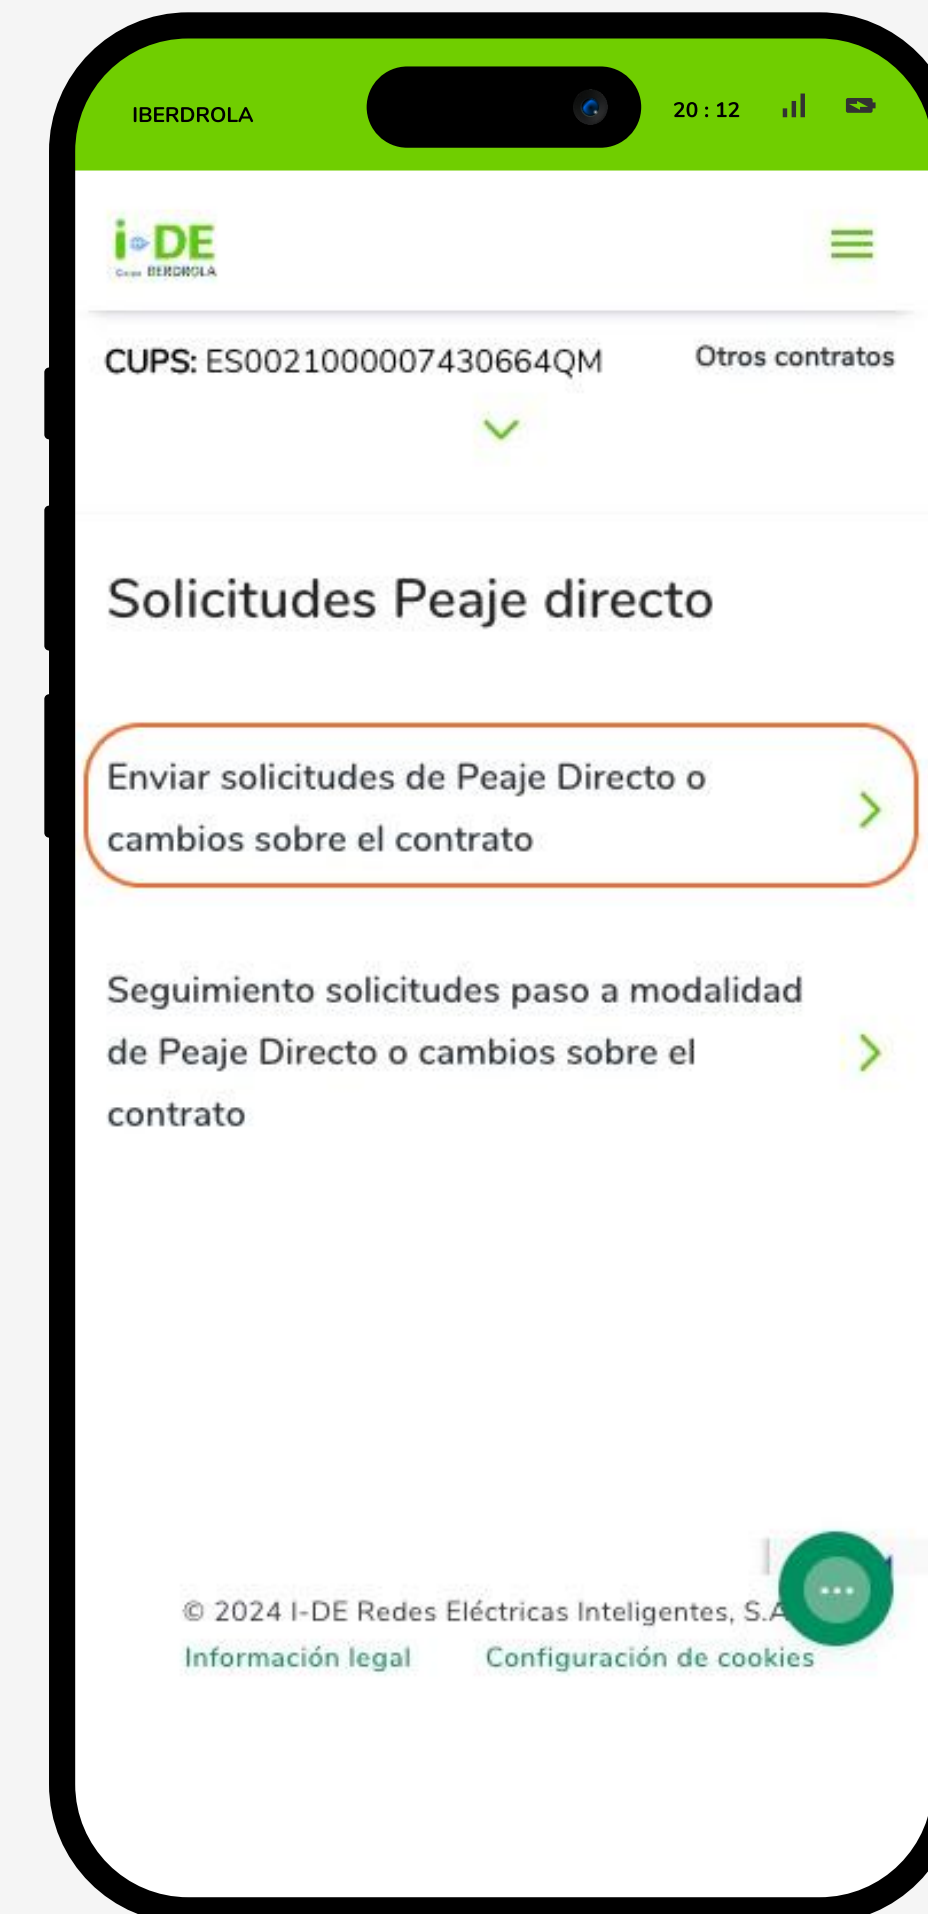 IBERDROLA
20 : 12
i-DE
Grupo IBERDROLA
CUPS: ES0021000007430664QM
Otros contratos
Solicitudes Peaje directo
Enviar solicitudes de Peaje Directo o
cambios sobre el contrato
Seguimiento solicitudes paso a modalidad
de Peaje Directo o cambios sobre el
contrato
© 2024 I-DE Redes Eléctricas Inteligentes, S.A
Información legal
Configuración de cookies